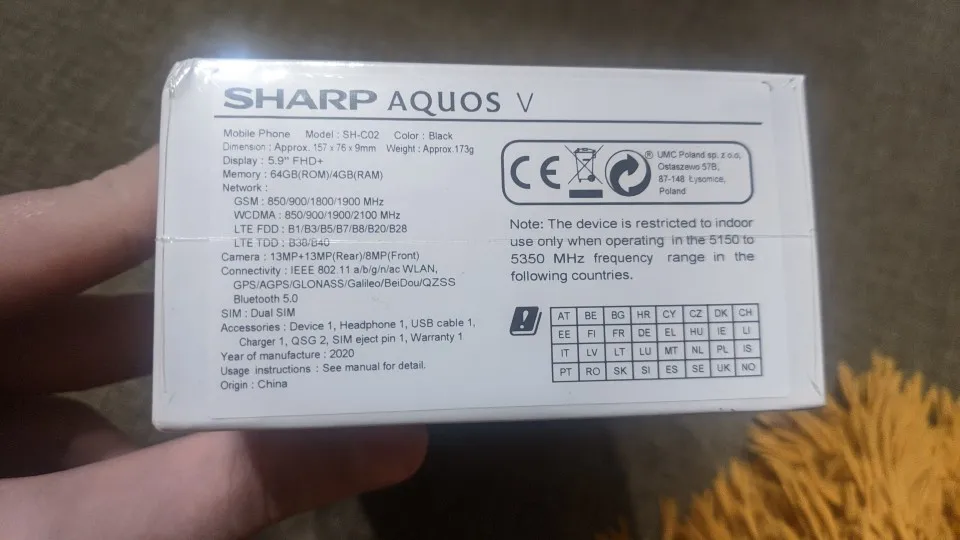 SHARP AQUOS V
Mobile Phone Model : SH-C02 Color : Black
Dimension : Approx. 157 x 76 x 9mm Weight : Approx.173g
Display : 5.9" FHD+
Memory : 64GB(ROM)/4GB(RAM)
Network :
GSM : 850/900/1800/1900 MHz
WCDMA : 850/900/1900/2100 MHz
LTE FDD : B1/B3/B5/B7/B8/B20/B28
LTE TDD : B38/B40
Camera : 13MP+13MP(Rear)/8MP(Front)
Connectivity : IEEE 802.11 a/b/g/n/ac WLAN,
GPS/AGPS/GLONASS/Galileo/BeiDou/QZSS
Bluetooth 5.0
SIM : Dual SIM
Accessories : Device 1, Headphone 1, USB cable 1,
Charger 1, QSG 2, SIM eject pin 1, Warranty 1
Year of manufacture : 2020
Usage instructions : See manual for detail.
Origin : China
CE
® UMC Poland sp. z o.o,
Ostaszewo 57B,
87-148 Łysomice,
Poland
Note: The device is restricted to indoor
use only when operating in the 5150 to
5350 MHz frequency range in the
following countries.
AT BE BG HR CY CZ DK CH
EE FI FR DE EL HU IE LI
IT LV LT LU MT NL PL IS
PT RO SK SI ES SE UK NO